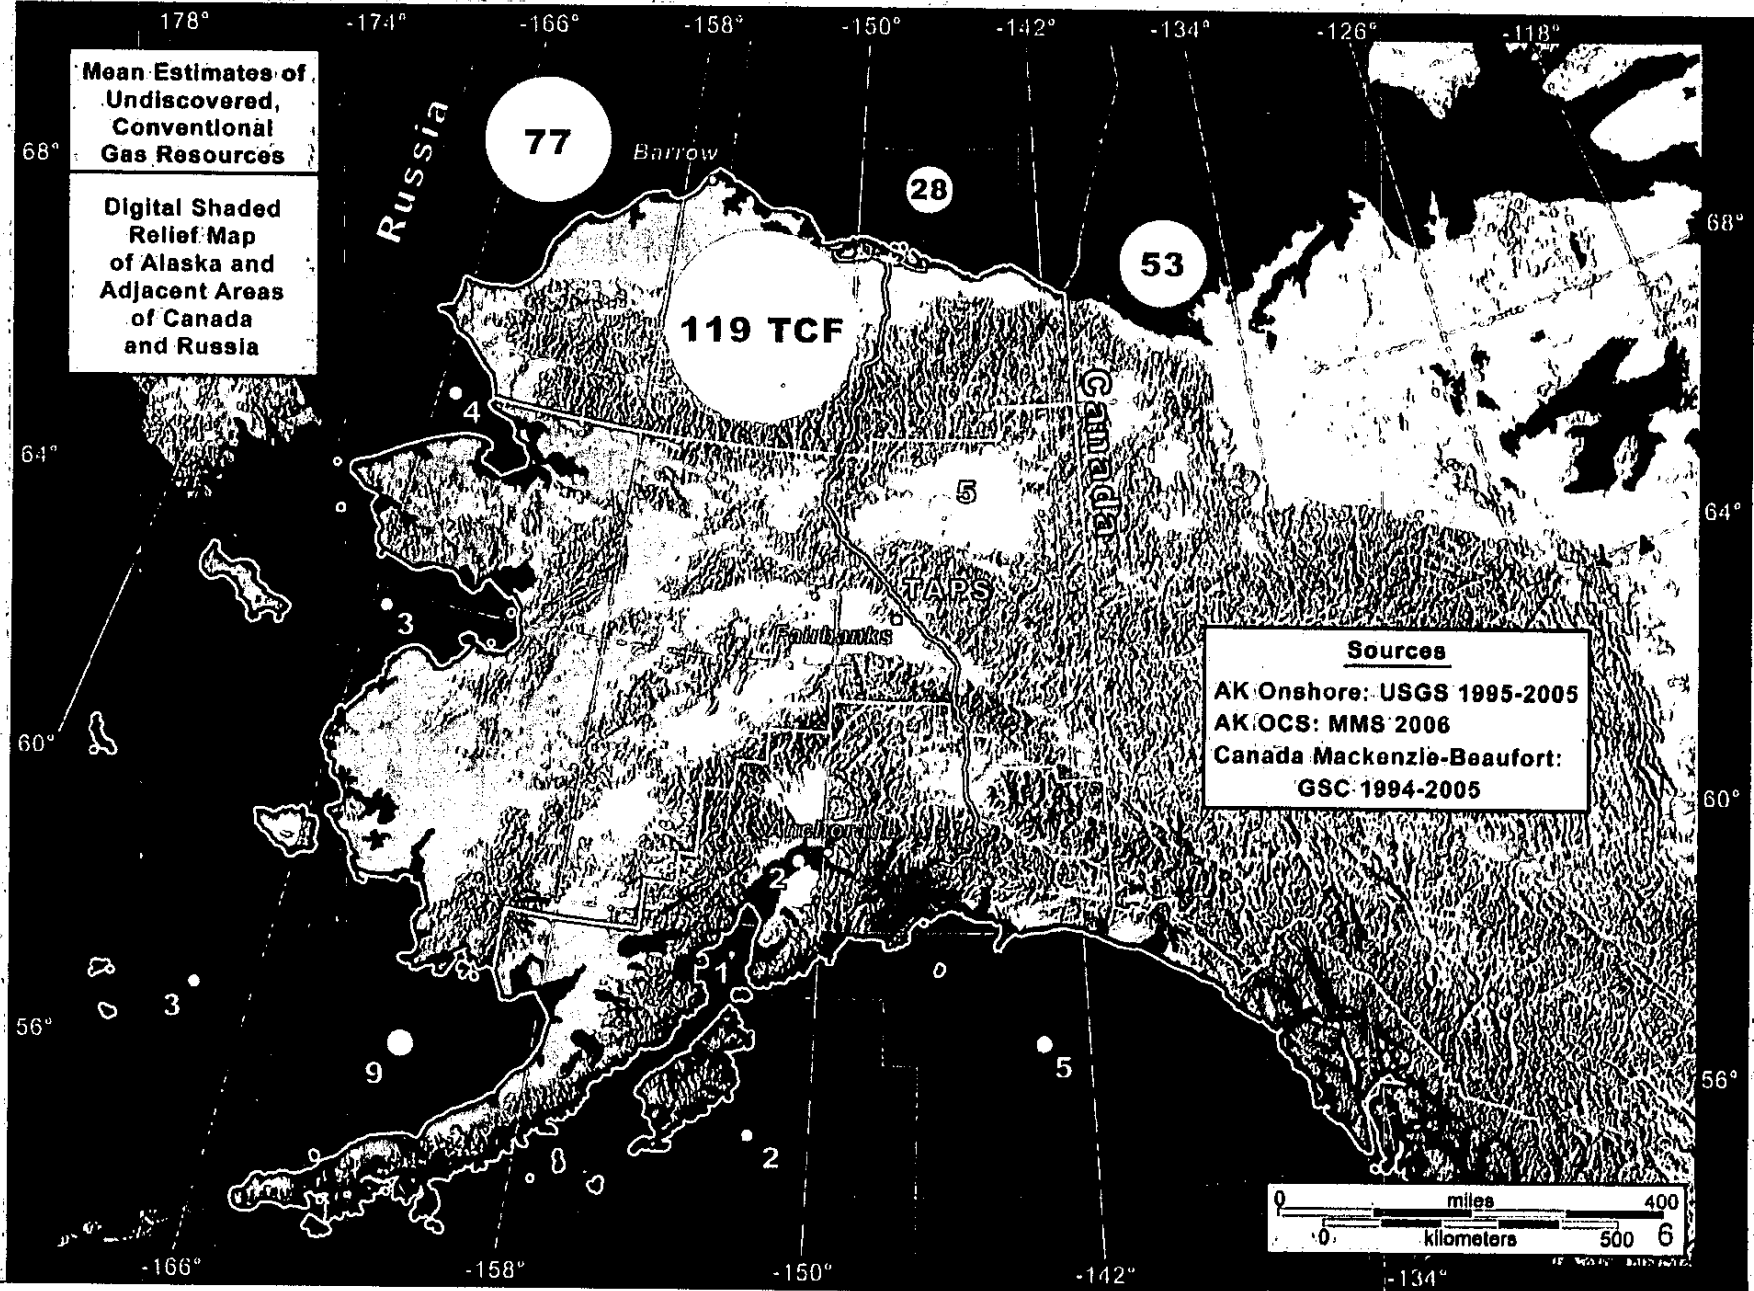 178° -174° -166° -158° -150° -142° -134° -126° -118°
Mean Estimates of
Undiscovered,
Conventional
Gas Resources
Digital Shaded
Relief Map
of Alaska and
Adjacent Areas
of Canada
and Russia
Russia
77
Barrow
28
53
68°
68°
119 TCF
Canada
4
64°
5
64°
TAPS
3
Fairbanks
Sources
AK Onshore: USGS 1995-2005
AK OCS: MMS 2006
Canada Mackenzie-Beaufort:
GSC 1994-2005
60°
60°
Anchorage
2
1
3
56°
9
5
56°
2
0 miles 400
0 kilometers 500 6
-166° -158° -150° -142° -134°